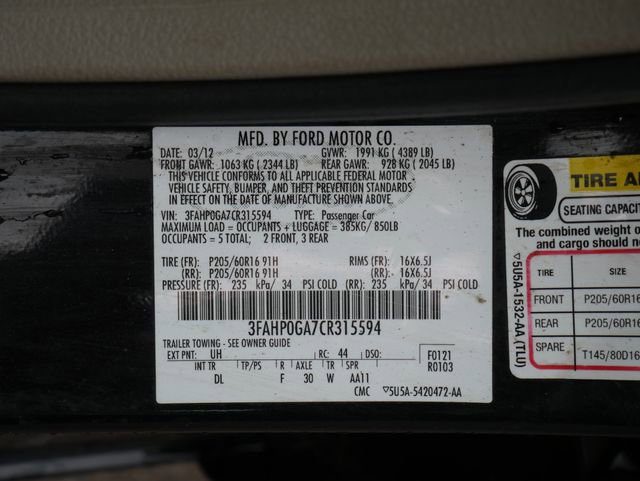 MFD. BY FORD MOTOR CO.
DATE: 03/12 GVWR: 1991 KG ( 4389 LB)
FRONT GAWR: 1063 KG ( 2344 LB) REAR GAWR: 928 KG ( 2045 LB)
THIS VEHICLE CONFORMS TO ALL APPLICABLE FEDERAL MOTOR
VEHICLE SAFETY, BUMPER, AND THEFT PREVENTION STANDARDS
IN EFFECT ON THE DATE OF MANUFACTURE SHOWN ABOVE.
VIN: 3FAHP0GA7CR315594 TYPE: Passenger Car
MAXIMUM LOAD = OCCUPANTS + LUGGAGE = 385KG/ 850LB
OCCUPANTS = 5 TOTAL; 2 FRONT, 3 REAR
TIRE (FR): P205/60R16 91H RIMS (FR): 16X6.5J
(RR): P205/60R16 91H (RR): 16X6.5J
PRESSURE (FR): 235 kPa/ 34 PSI COLD (RR): 235 kPa/ 34 PSI COLD
3FAHP0GA7CR315594
TRAILER TOWING - SEE OWNER GUIDE
EXT PNT: UH RC: 44 DSO: F0121
R0103
INT TR TP/PS R AXLE TR SPR
DL F 30 W AA11
CMC ▽5U5A-5420472-AA
▽5U5A-1532-AA (TLU)
TIRE A
SEATING CAPACITY
The combined weight o
and cargo should n
TIRE SIZE
FRONT P205/60R16
REAR P205/60R16
SPARE T145/80D16